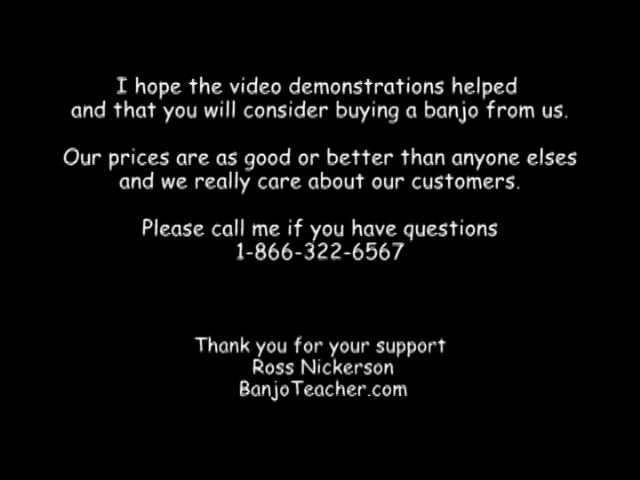 I hope the video demonstrations helped
and that you will consider buying a banjo from us.
Our prices are as good or better than anyone elses
and we really care about our customers.
Please call me if you have questions
1-866-322-6567
Thank you for your support
Ross Nickerson
BanjoTeacher.com